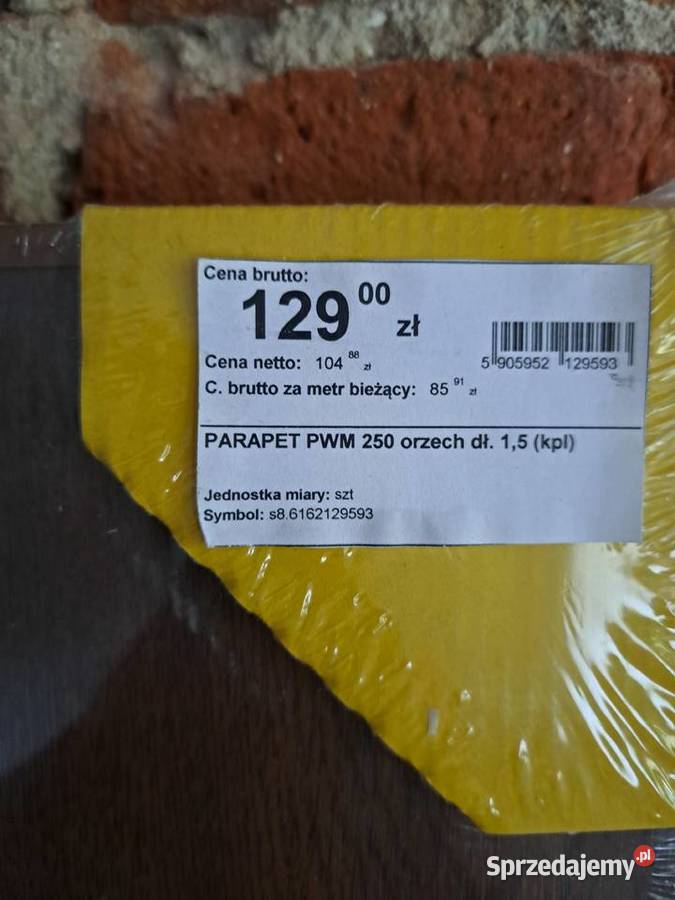 Cena brutto:
129 00 zł
5 905952 129593
Cena netto: 104 88 zł
C. brutto za metr bieżący: 85 91 zł
PARAPET PWM 250 orzech dł. 1,5 (kpl)
Jednostka miary: szt
Symbol: s8.6162129593
Sprzedajemy.pl